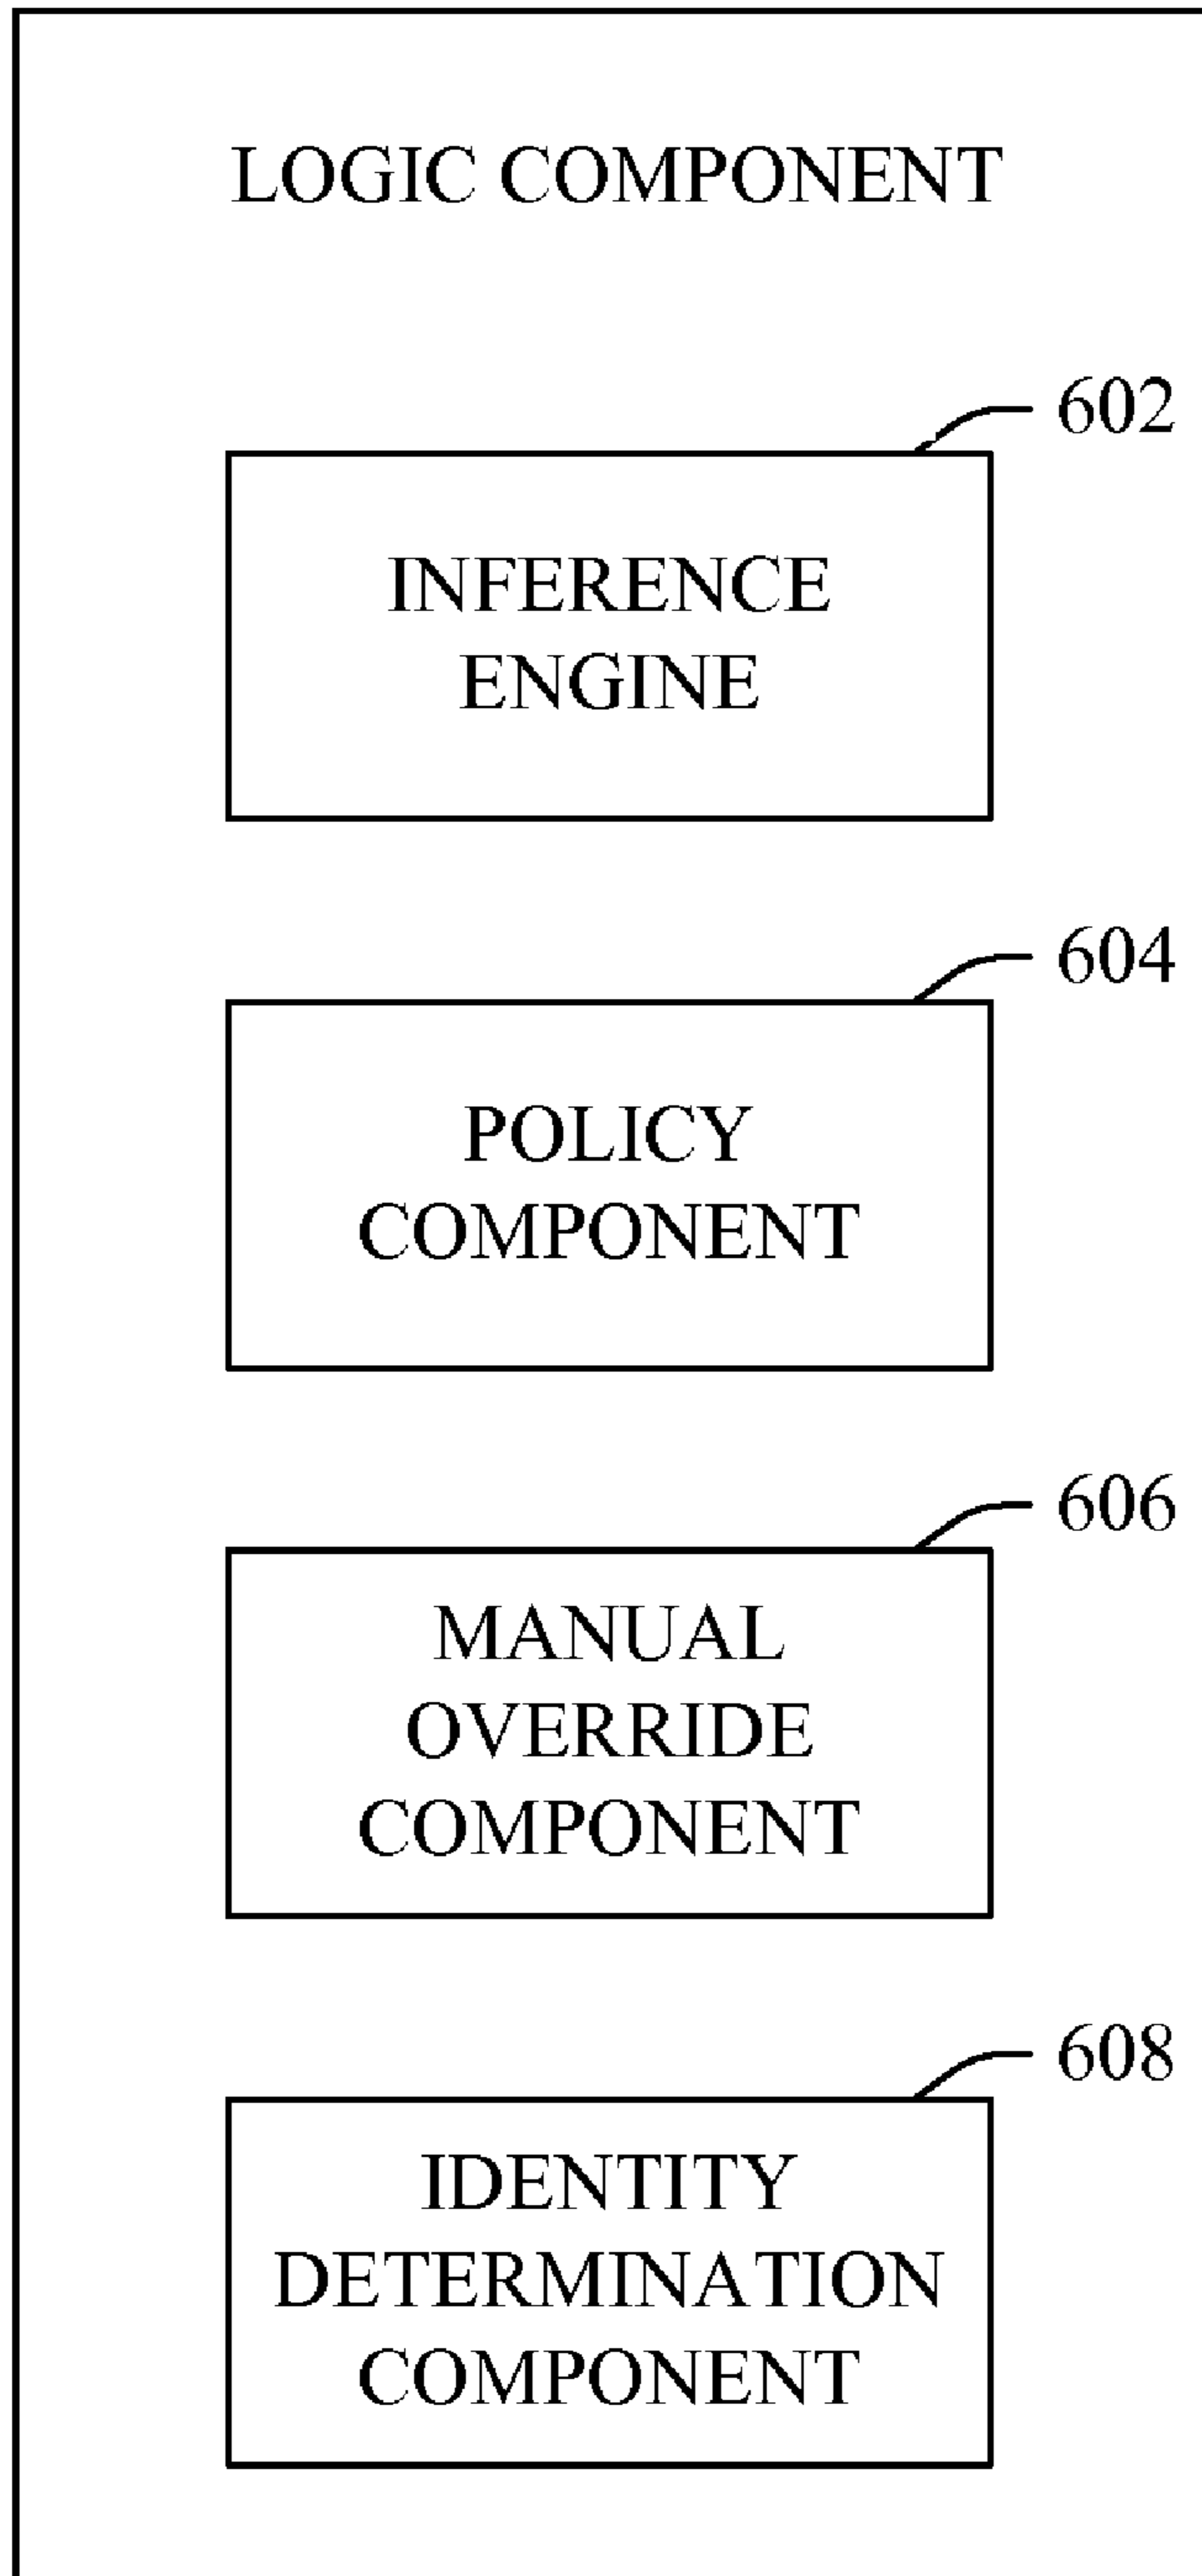 LOGIC COMPONENT
602
INFERENCE
ENGINE
604
POLICY
COMPONENT
606
MANUAL
OVERRIDE
COMPONENT
608
IDENTITY
DETERMINATION
COMPONENT